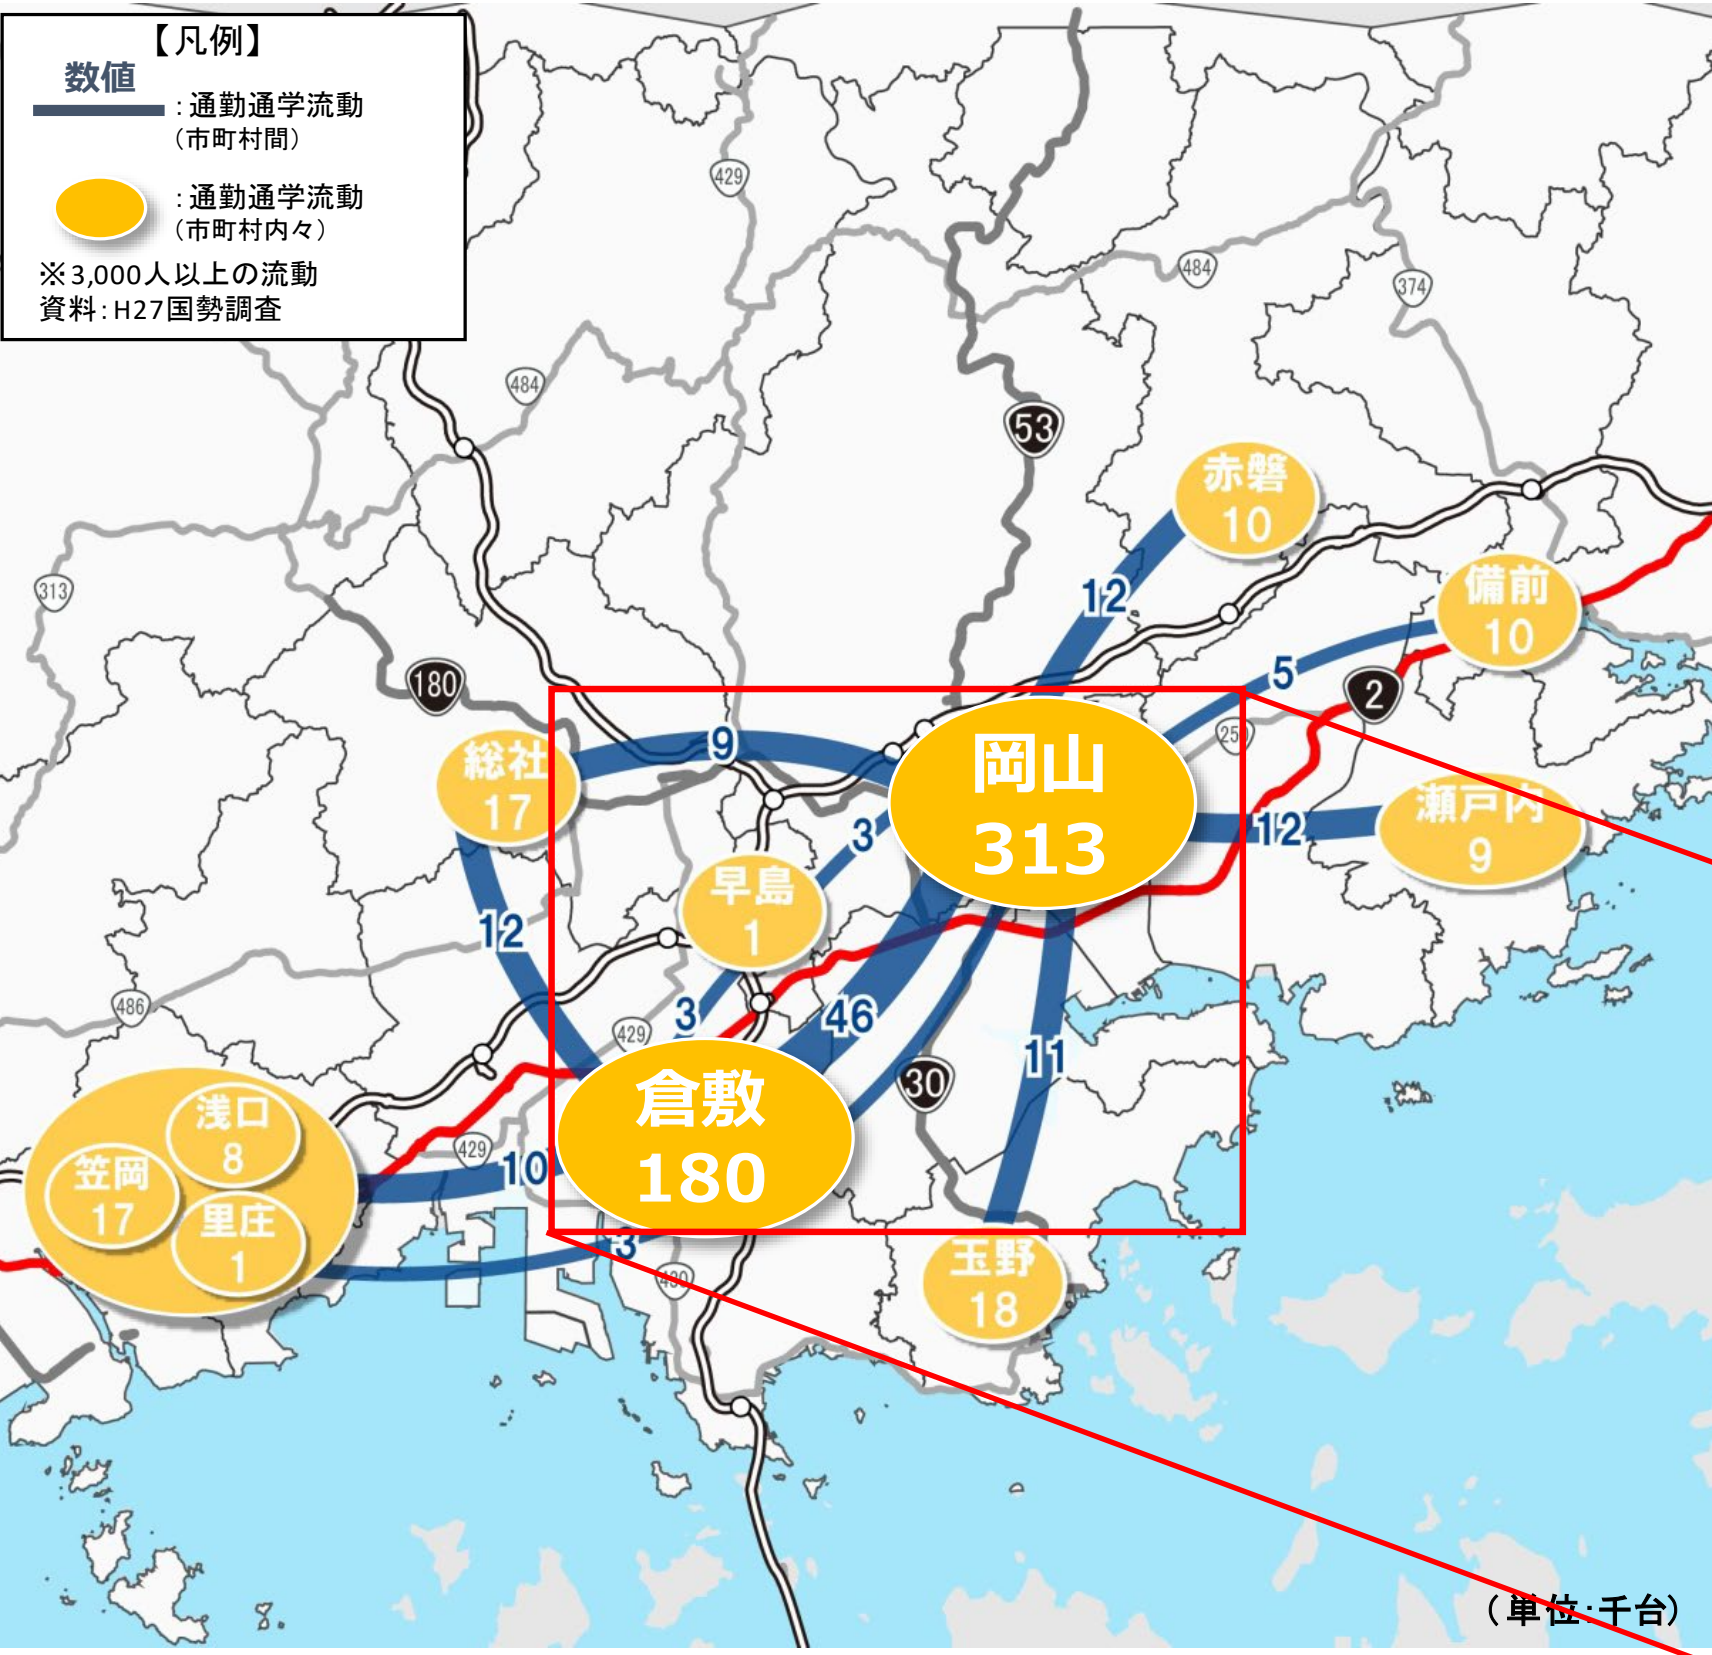 【凡例】
数値
：通勤通学流動
（市町村間）
：通勤通学流動
（市町村内々）
※3,000人以上の流動
資料：H27国勢調査
429
484
374
484
53
赤磐
10
313
12
備前
10
180
5
2
250
9
総社
17
岡山
313
3
12
瀬戸内
9
早島
1
12
486
3
46
429
11
30
倉敷
180
浅口
8
429
10
笠岡
17
里庄
1
3
玉野
18
430
（単位：千台）